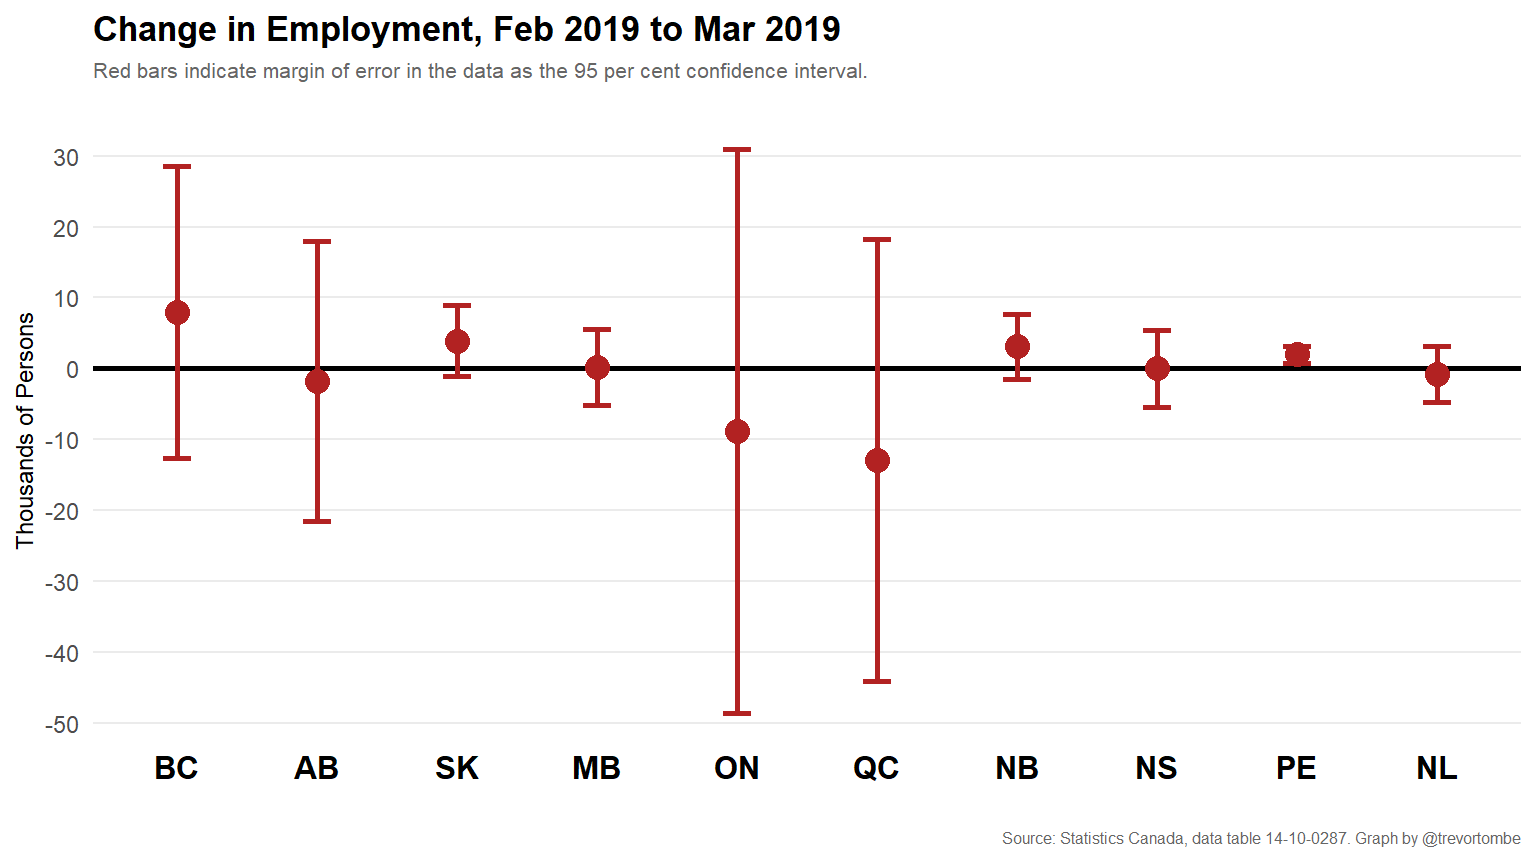 Change in Employment, Feb 2019 to Mar 2019
Red bars indicate margin of error in the data as the 95 per cent confidence interval.
Thousands of Persons
30
20
10
0
-10
-20
-30
-40
-50
BC AB SK MB ON QC NB NS PE NL
Source: Statistics Canada, data table 14-10-0287. Graph by @trevortombe